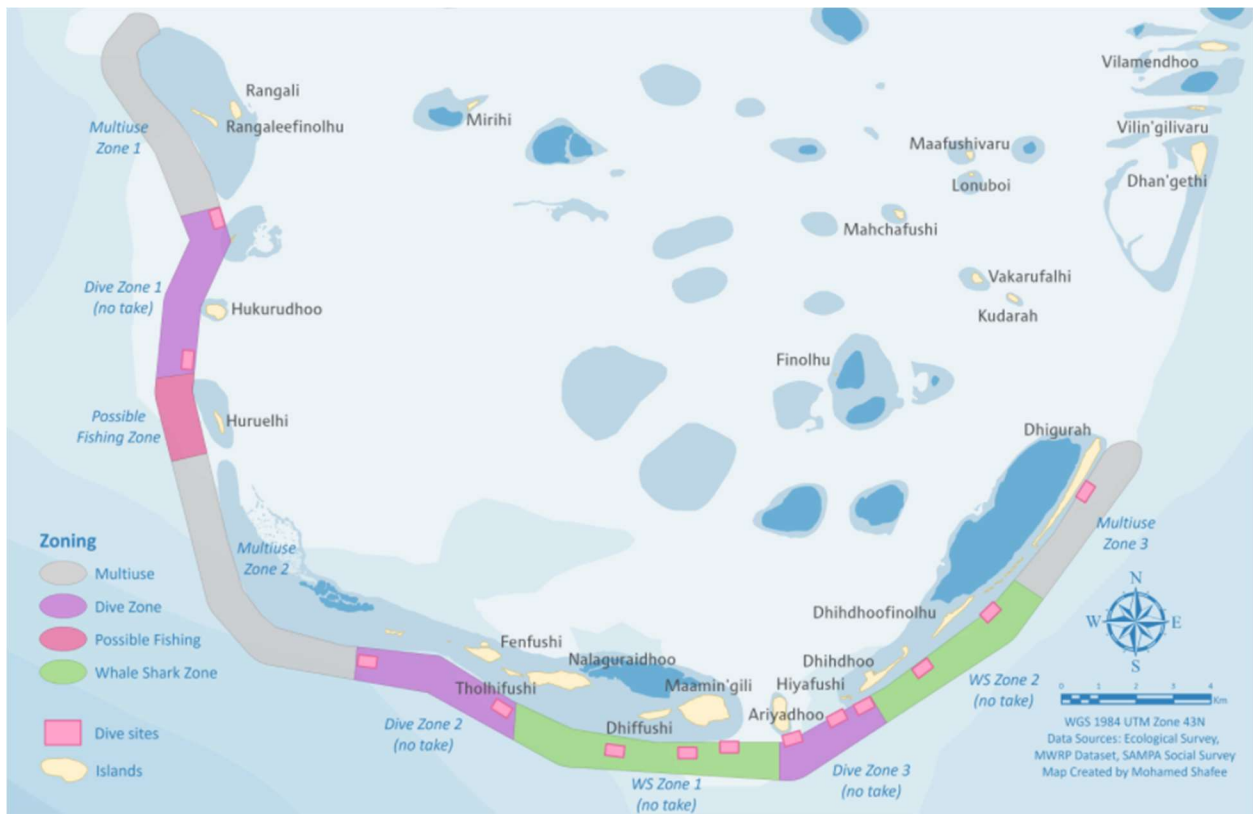 Rangali
Rangaleefinolhu
Mirihi
Multiuse
Zone 1
Vilamendhoo
Vilin'gilivaru
Maafushivaru
Lonuboi
Dhan'gethi
Mahchafushi
Vakarufalhi
Kudarah
Dive Zone 1
(no take)
Hukurudhoo
Finolhu
Possible
Fishing Zone
Huruelhi
Dhigurah
Multiuse
Zone 2
Multiuse
Zone 3
Zoning
Multiuse
Dive Zone
Possible Fishing
Whale Shark Zone
Dive sites
Islands
Fenfushi
Tholhifushi
Nalaguraidhoo
Dhiffushi
Maamin'gili
Ariyadhoo
Hiyafushi
Dhihdhoo
Dhihdhoofinolhu
Dive Zone 2
(no take)
WS Zone 1
(no take)
Dive Zone 3
(no take)
WS Zone 2
(no take)
N
W E
S
0 1 2 3 4
Km
WGS 1984 UTM Zone 43N
Data Sources: Ecological Survey,
MWRP Dataset, SAMPA Social Survey
Map Created by Mohamed Shafee